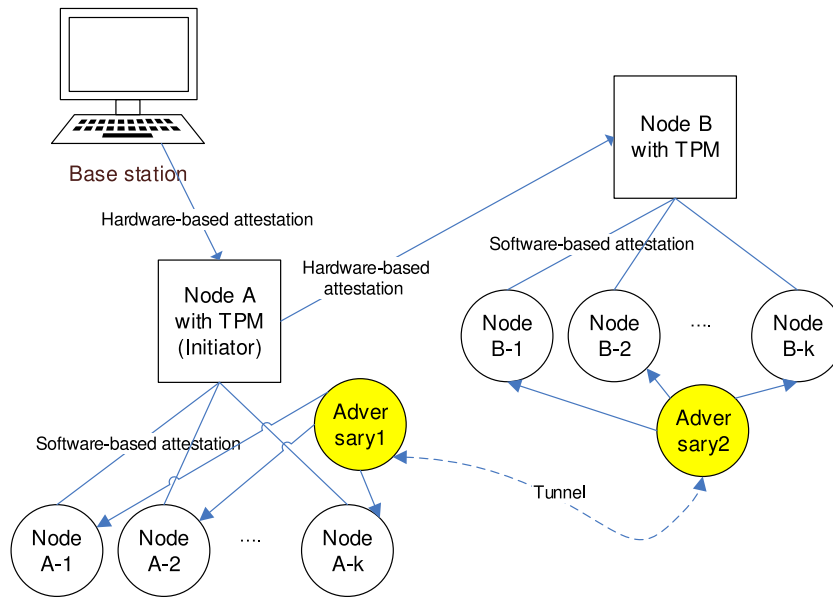 Base station
Hardware-based attestation
Node A
with TPM
(Initiator)
Hardware-based
attestation
Node B
with TPM
Software-based attestation
Node
B-1
Node
B-2
....
Node
B-k
Adver
sary2
Adver
sary1
Software-based attestation
Tunnel
Node
A-1
Node
A-2
....
Node
A-k